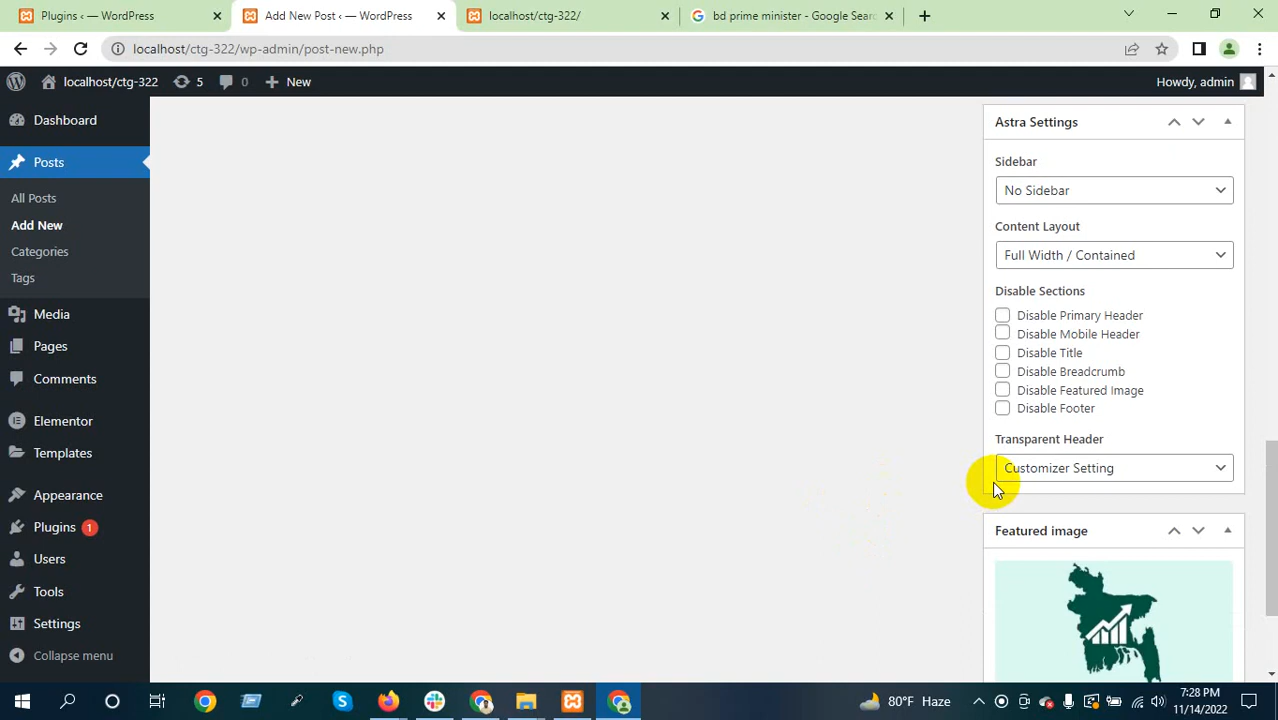 Plugins ‹ — WordPress
Add New Post ‹ — WordPress
localhost/ctg-322/
bd prime minister - Google Sear
localhost/ctg-322/wp-admin/post-new.php
localhost/ctg-322
5
0
New
Howdy, admin
Dashboard
Posts
All Posts
Add New
Categories
Tags
Media
Pages
Comments
Elementor
Templates
Appearance
Plugins 1
Users
Tools
Settings
Collapse menu
Astra Settings
Sidebar
No Sidebar
Content Layout
Full Width / Contained
Disable Sections
Disable Primary Header
Disable Mobile Header
Disable Title
Disable Breadcrumb
Disable Featured Image
Disable Footer
Transparent Header
Customizer Setting
Featured image
80°F Haze
7:28 PM
11/14/2022